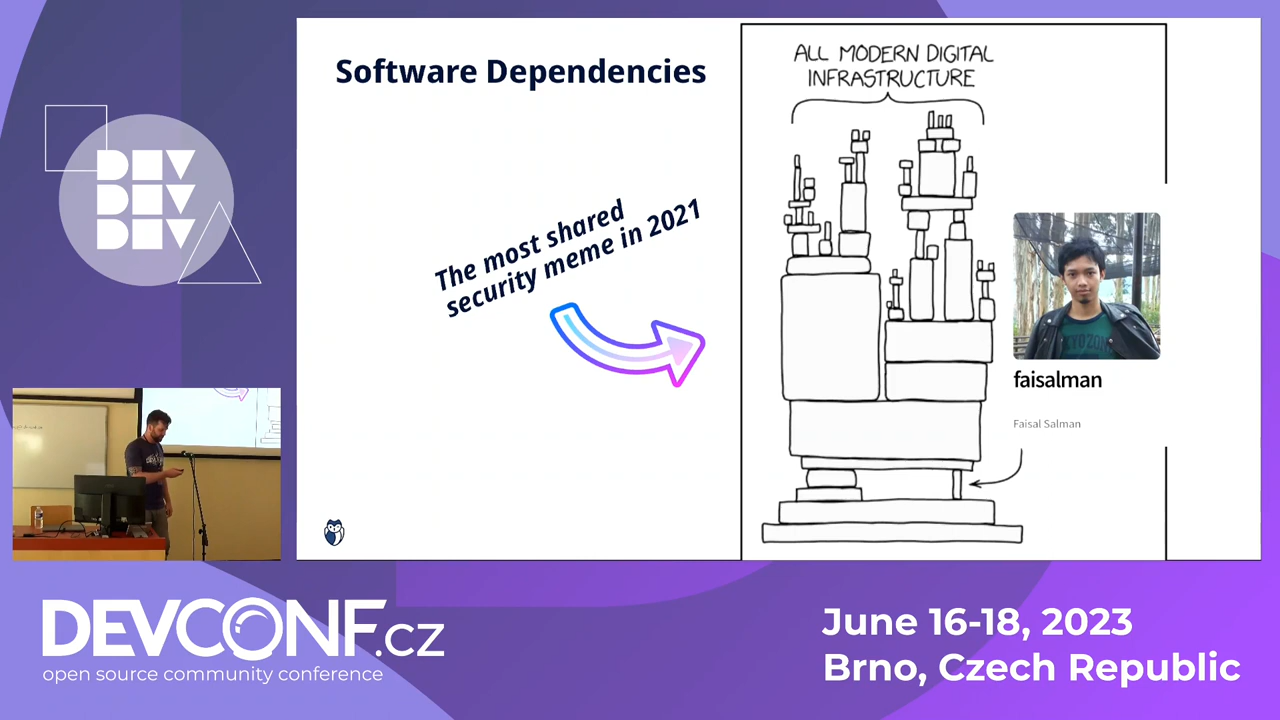 Software Dependencies
The most shared
security meme in 2021
ALL MODERN DIGITAL
INFRASTRUCTURE
faisalman
Faisal Salman
DEV
DEV
DEV
DEVCONF.cz
open source community conference
June 16-18, 2023
Brno, Czech Republic